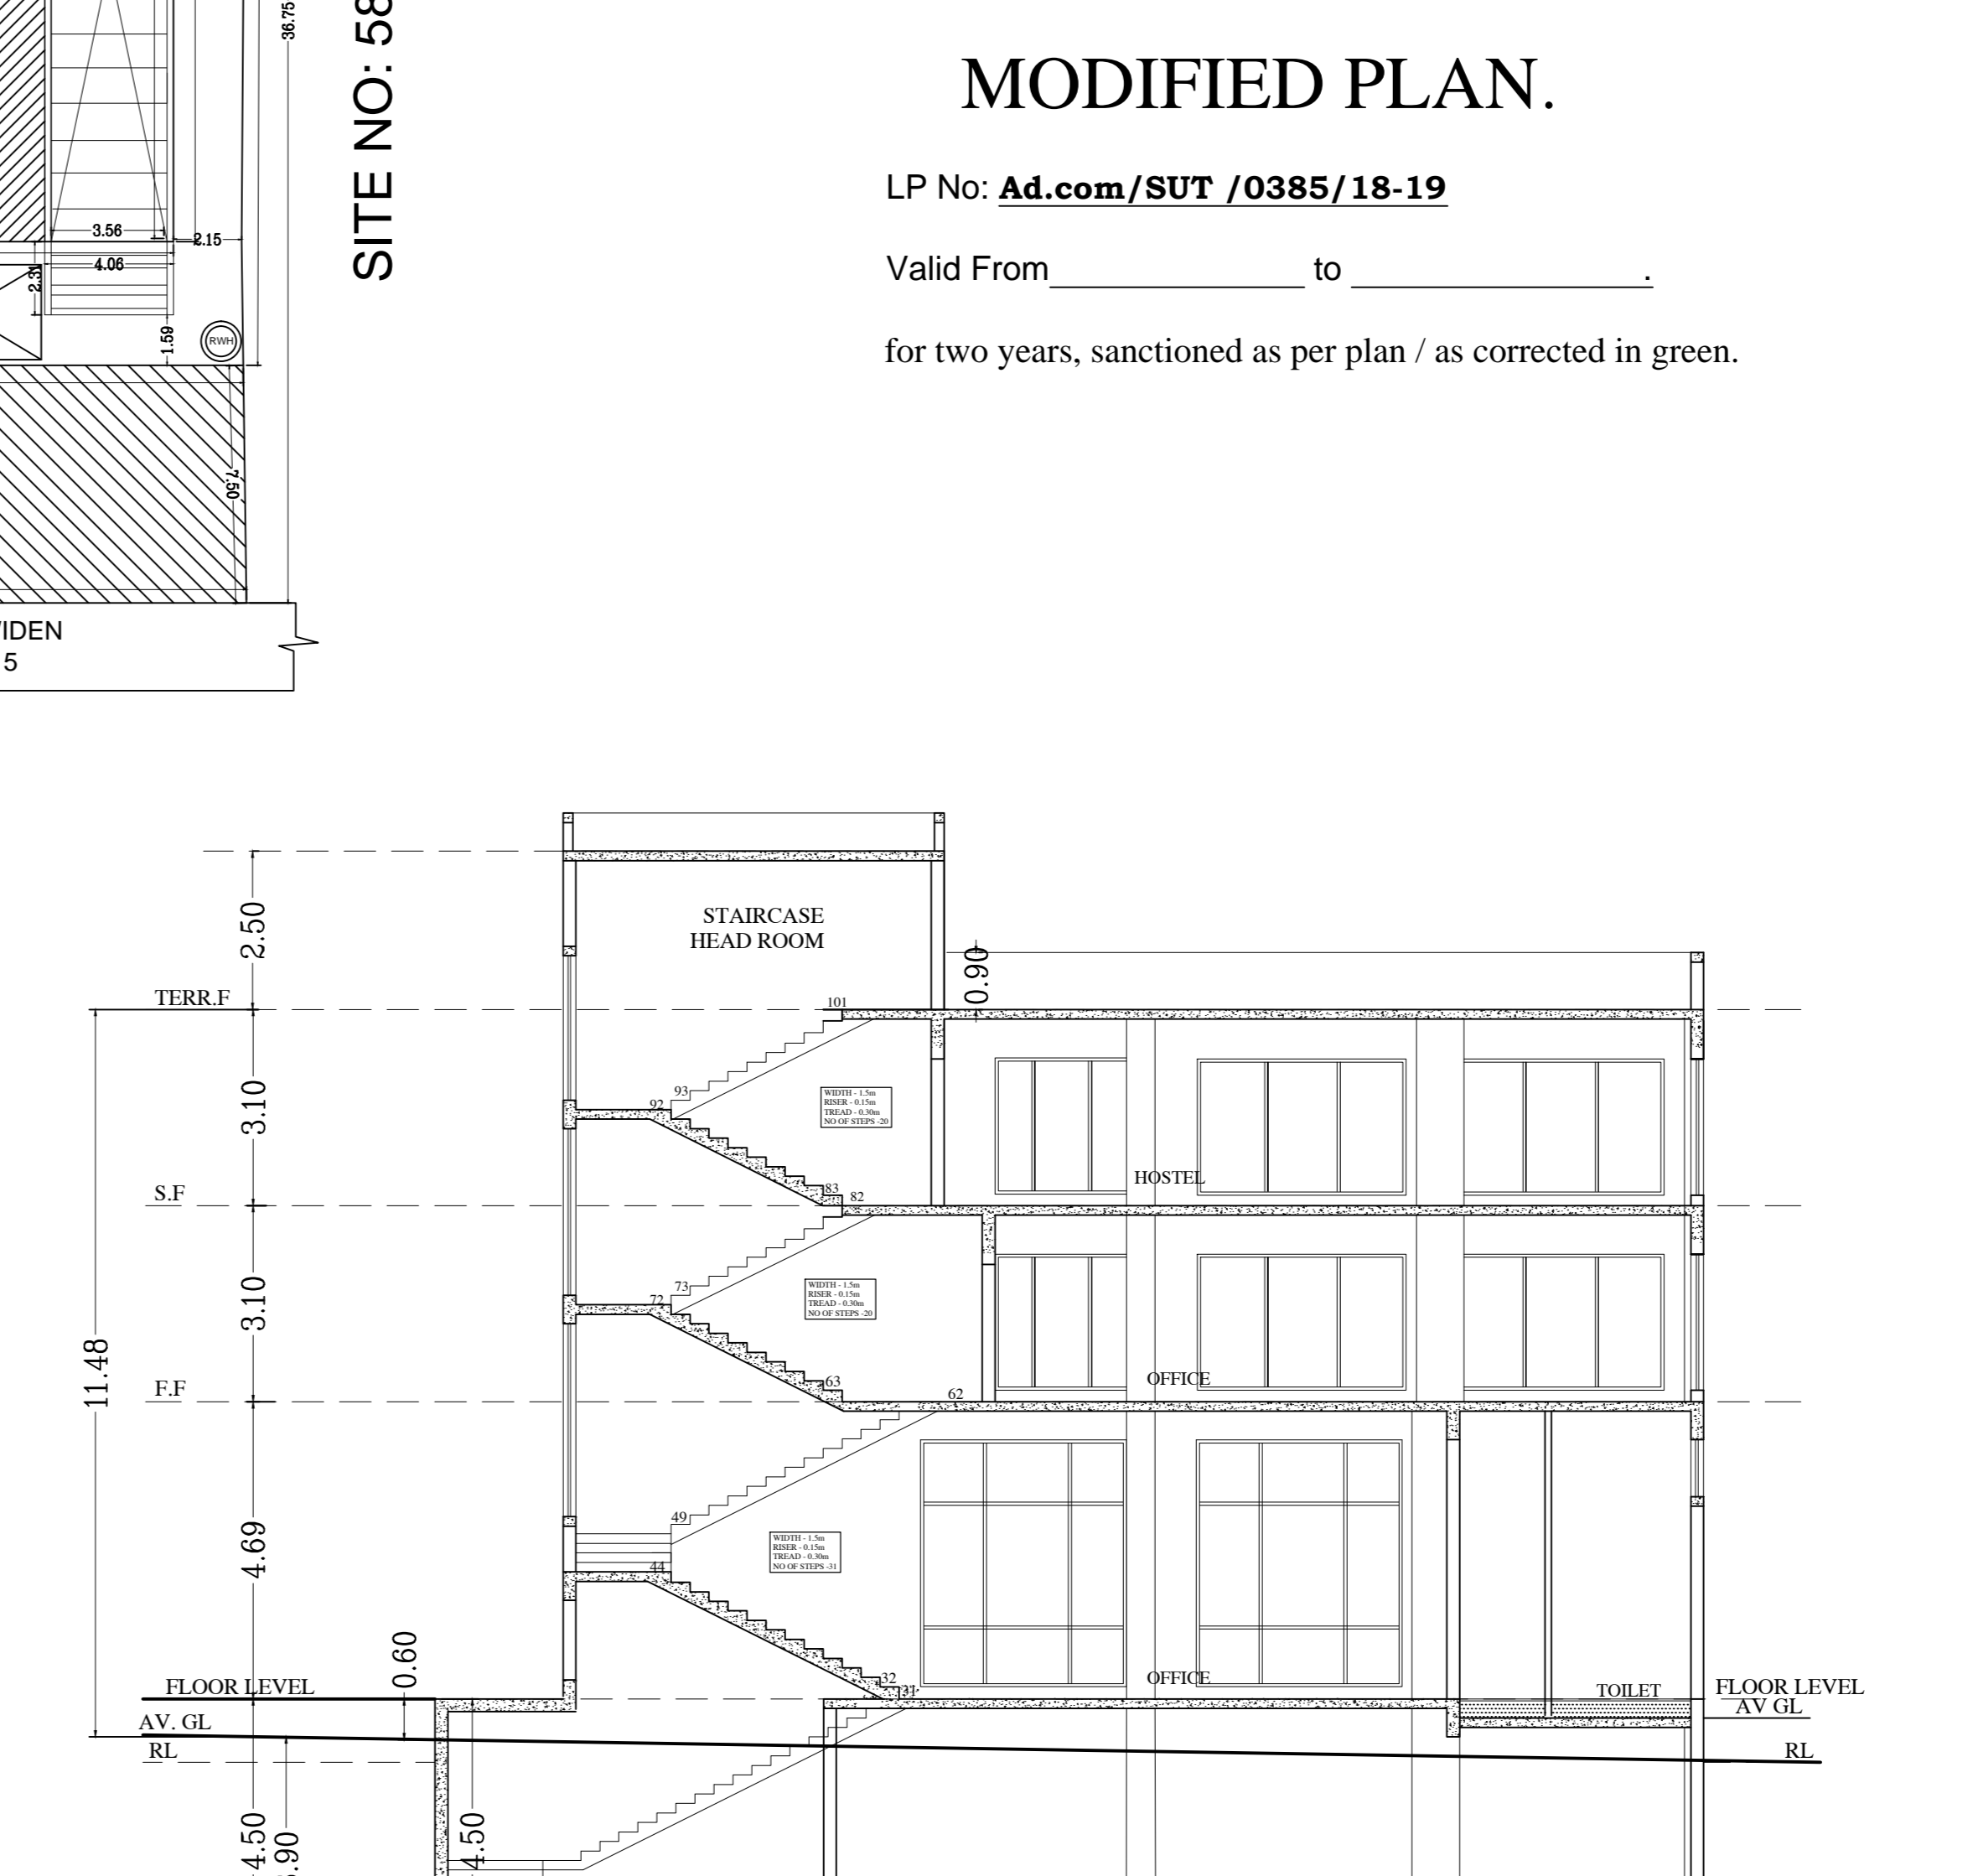 36.75
SITE NO: 58
3.56
2.15
4.06
2.31
1.59
RWH
7.50
5
MODIFIED PLAN.
LP No: Ad.com/SUT /0385/18-19
Valid From to .
for two years, sanctioned as per plan / as corrected in green.
2.50
STAIRCASE
HEAD ROOM
0.90
TERR.F
101
3.10
93
92
WIDTH - 1.5m
RISER - 0.15m
TREAD - 0.30m
NO OF STEPS -20
HOSTEL
83
82
S.F
3.10
73
72
WIDTH - 1.5m
RISER - 0.15m
TREAD - 0.30m
NO OF STEPS -20
OFFICE
63
62
F.F
11.48
4.69
49
44
WIDTH - 1.5m
RISER - 0.15m
TREAD - 0.30m
NO OF STEPS -31
0.60
32
31
OFFICE
TOILET
FLOOR LEVEL
FLOOR LEVEL
AV GL
AV. GL
RL
RL
4.50
.90
4.50